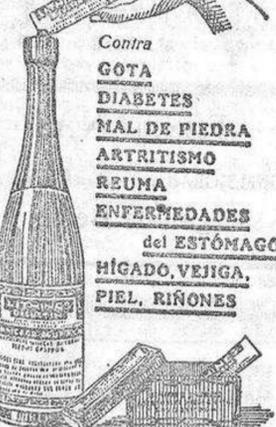 Contra
GOTA
DIABETES
MAL DE PIEDRA
ARTRITISMO
REUMA
ENFERMEDADES
del ESTÓMAGO
HÍGADO, VEJIGA,
PIEL, RIÑONES